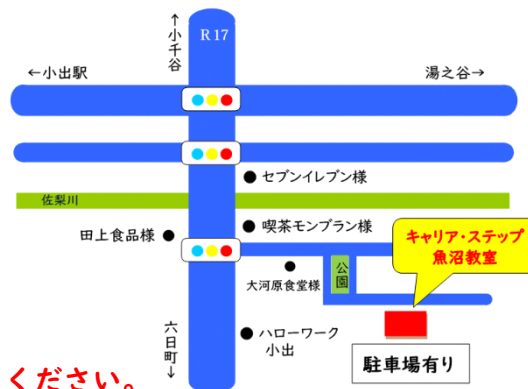 ↑小千谷
R17
←小出駅
湯之谷→
セブンイレブン様
佐梨川
喫茶モンブラン様
田上食品様
キャリア・ステップ
魚沼教室
公園
大河原食堂様
六日町↓
ハローワーク
小出
駐車場有り
ください。